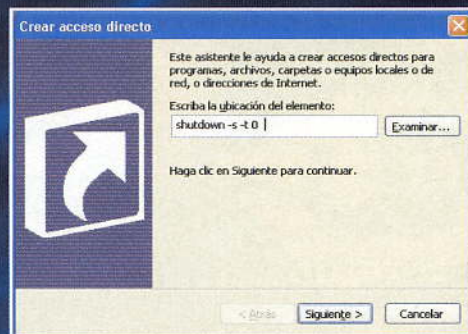 Crear acceso directo
Este asistente le ayuda a crear accesos directos para
programas, archivos, carpetas o equipos locales o de
red, o direcciones de Internet.
Escriba la ubicación del elemento:
shutdown -s -t 0
Examinar...
Haga clic en Siguiente para continuar.
< Atrás
Siguiente >
Cancelar